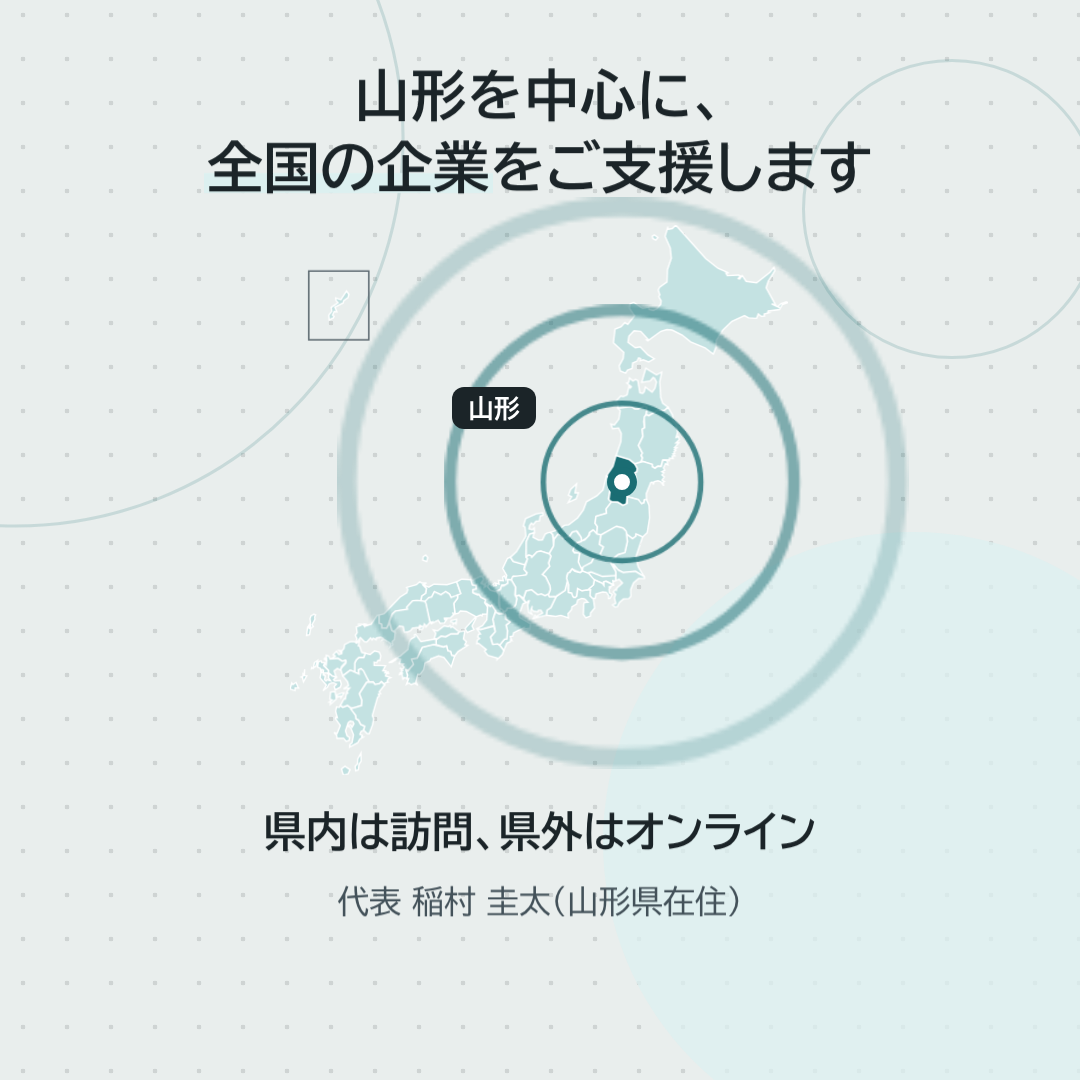 山形を中心に、
全国の企業をご支援します
山形
県内は訪問、県外はオンライン
代表 稲村 圭太（山形県在住）